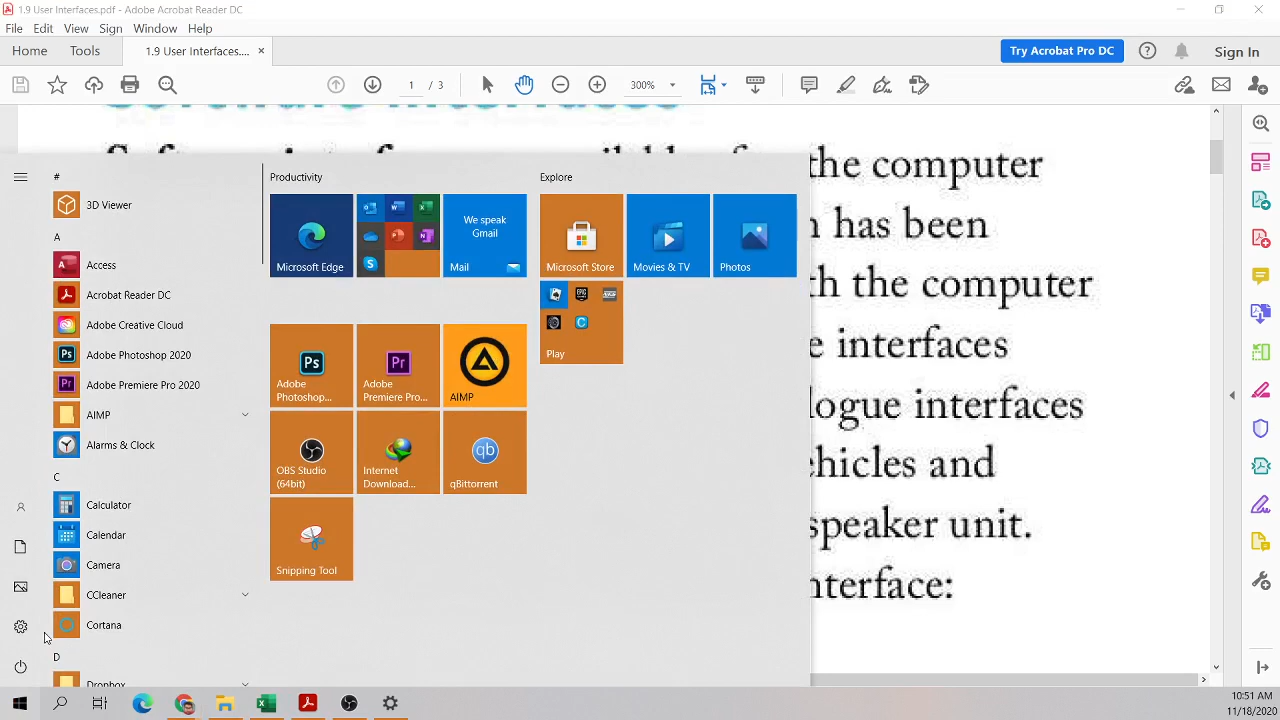 1.9 User Interfaces.pdf - Adobe Acrobat Reader DC
File Edit View Sign Window Help
Home Tools 1.9 User Interfaces.... × Try Acrobat Pro DC Sign In
1 / 3 300%
the computer
has been
the computer
interfaces
interfaces
and
speaker unit.
#
3D Viewer
A
Access
Acrobat Reader DC
Adobe Creative Cloud
Adobe Photoshop 2020
Adobe Premiere Pro 2020
AIMP
Alarms & Clock
C
Calculator
Calendar
Camera
CCleaner
Cortana
D
Dropbox
Productivity
Microsoft Edge
We speak
Gmail
Mail
Adobe
Photoshop...
Adobe
Premiere Pro...
AIMP
OBS Studio
(64bit)
Internet
Download...
qBittorrent
Snipping Tool
Explore
Microsoft Store
Movies & TV
Photos
Play
10:51 AM
11/18/2020